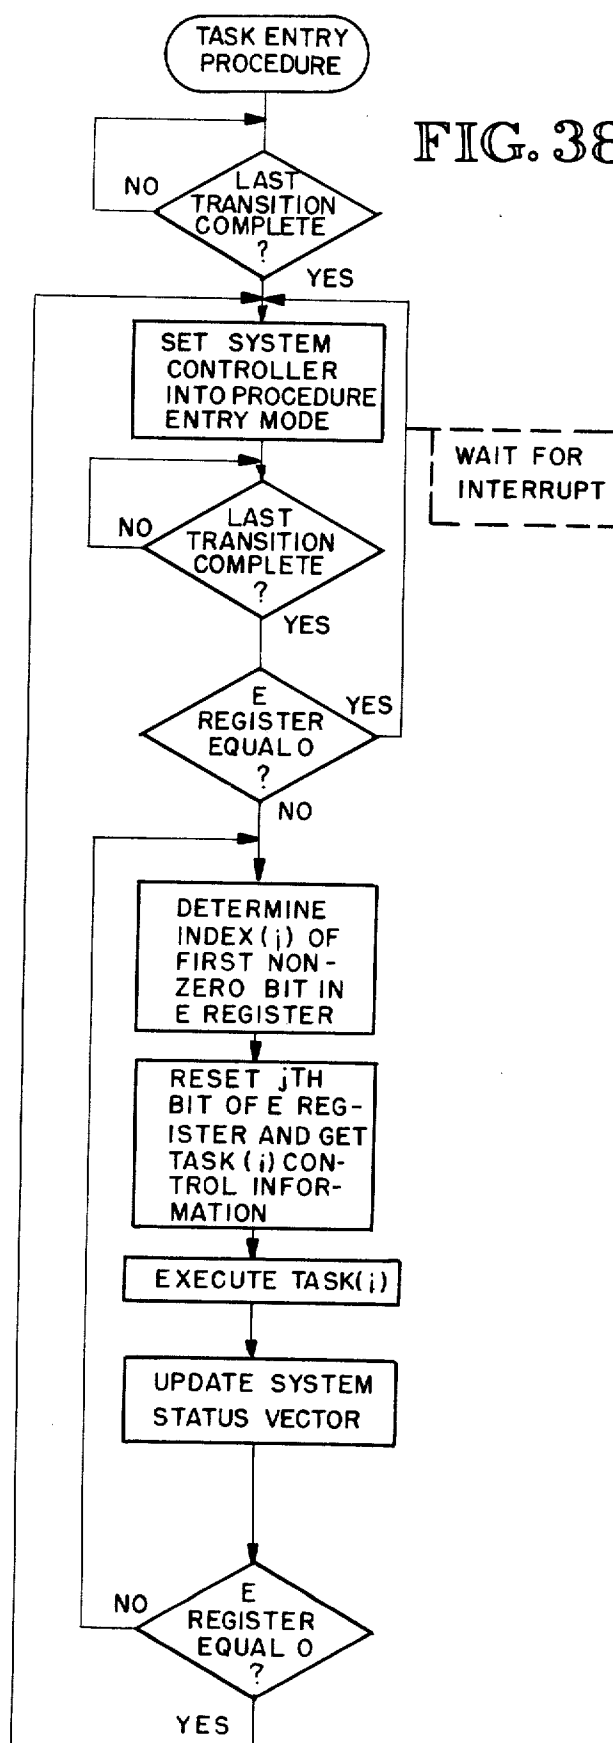 TASK ENTRY
PROCEDURE
FIG. 38
NO
LAST
TRANSITION
COMPLETE
?
YES
SET SYSTEM
CONTROLLER
INTO PROCEDURE
ENTRY MODE
WAIT FOR
INTERRUPT
NO
LAST
TRANSITION
COMPLETE
?
YES
E
REGISTER
EQUAL O
?
YES
NO
DETERMINE
INDEX(j) OF
FIRST NON-
ZERO BIT IN
E REGISTER
RESET jTH
BIT OF E REG-
ISTER AND GET
TASK(j) CON-
TROL INFOR-
MATION
EXECUTE TASK(j)
UPDATE SYSTEM
STATUS VECTOR
NO
E
REGISTER
EQUAL O
?
YES